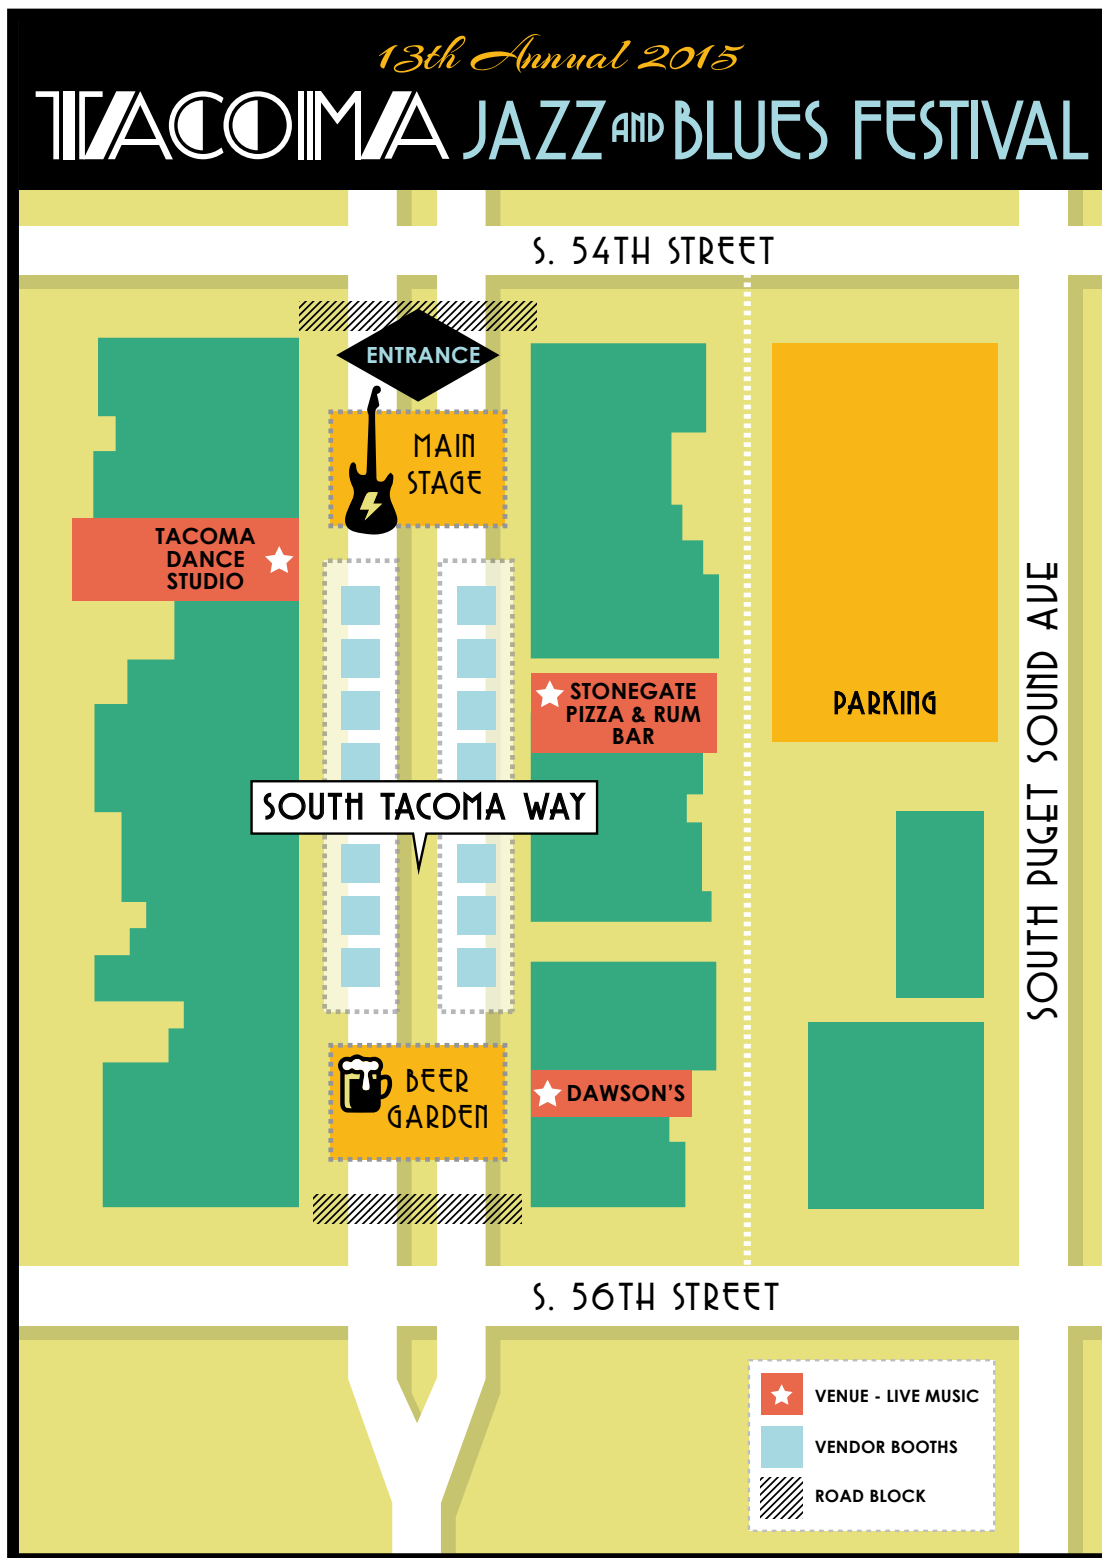 13th Annual 2015
TACOMA JAZZ AND BLUES FESTIVAL
S. 54TH STREET
ENTRANCE
MAIN
STAGE
TACOMA
DANCE
STUDIO
STONEGATE
PIZZA & RUM
BAR
PARKING
SOUTH PUGET SOUND AVE
SOUTH TACOMA WAY
BEER
GARDEN
DAWSON'S
S. 56TH STREET
VENUE - LIVE MUSIC
VENDOR BOOTHS
ROAD BLOCK